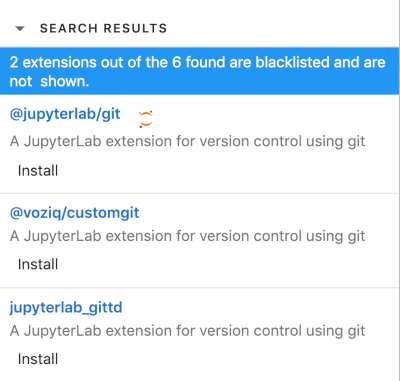 SEARCH RESULTS
2 extensions out of the 6 found are blacklisted and are
not shown.
@jupyterlab/git
A JupyterLab extension for version control using git
Install
@voziq/customgit
A JupyterLab extension for version control using git
Install
jupyterlab_gittd
A JupyterLab extension for version control using git
Install